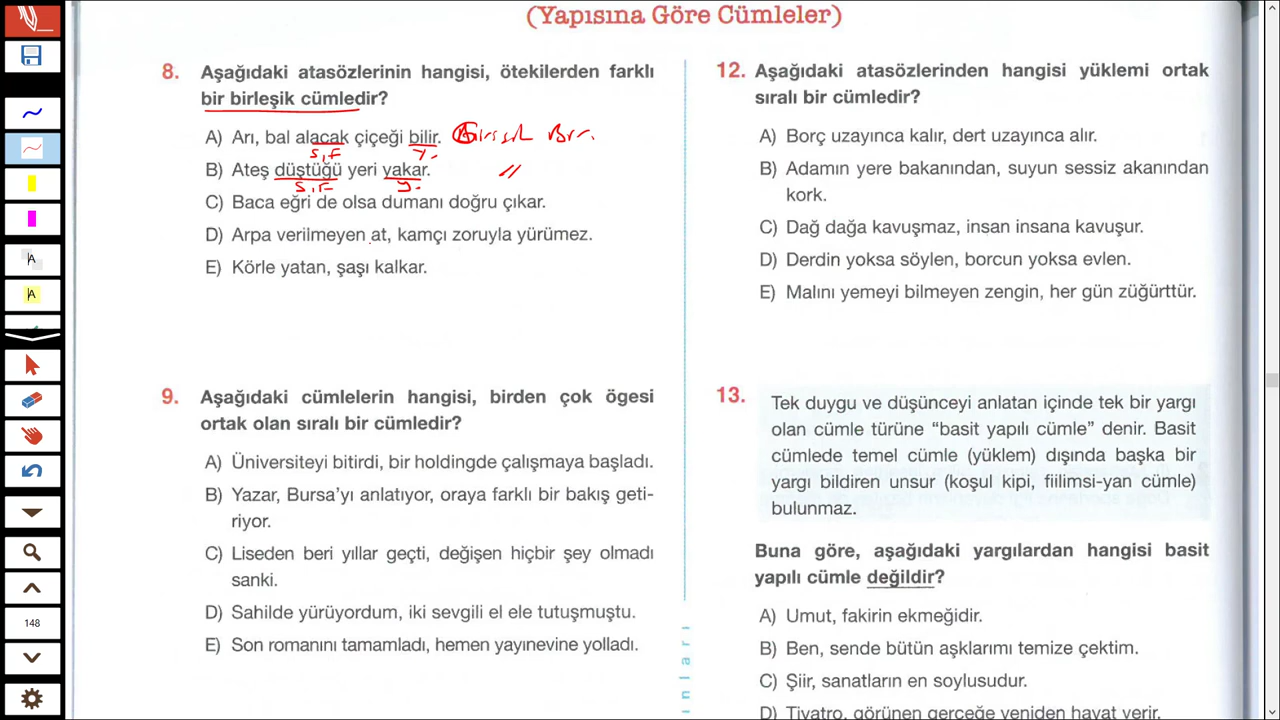 (Yapısına Göre Cümleler)
8. Aşağıdaki atasözlerinin hangisi, ötekilerden farklı
bir birleşik cümledir?
A) Arı, bal alacak çiçeği bilir.
S.F Y.
B) Ateş düştüğü yeri yakar. //
S.F Y.
C) Baca eğri de olsa dumanı doğru çıkar.
D) Arpa verilmeyen at, kamçı zoruyla yürümez.
E) Körle yatan, şaşı kalkar.
9. Aşağıdaki cümlelerin hangisi, birden çok ögesi
ortak olan sıralı bir cümledir?
A) Üniversiteyi bitirdi, bir holdingde çalışmaya başladı.
B) Yazar, Bursa’yı anlatıyor, oraya farklı bir bakış geti-
riyor.
C) Liseden beri yıllar geçti, değişen hiçbir şey olmadı
sanki.
D) Sahilde yürüyordum, iki sevgili el ele tutuşmuştu.
E) Son romanını tamamladı, hemen yayınevine yolladı.
12. Aşağıdaki atasözlerinden hangisi yüklemi ortak
sıralı bir cümledir?
A) Borç uzayınca kalır, dert uzayınca alır.
B) Adamın yere bakanından, suyun sessiz akanından
kork.
C) Dağ dağa kavuşmaz, insan insana kavuşur.
D) Derdin yoksa söylen, borcun yoksa evlen.
E) Malını yemeyi bilmeyen zengin, her gün züğürttür.
13. Tek duygu ve düşünceyi anlatan içinde tek bir yargı
olan cümle türüne “basit yapılı cümle” denir. Basit
cümlede temel cümle (yüklem) dışında başka bir
yargı bildiren unsur (koşul kipi, fiilimsi-yan cümle)
bulunmaz.
Buna göre, aşağıdaki yargılardan hangisi basit
yapılı cümle değildir?
A) Umut, fakirin ekmeğidir.
B) Ben, sende bütün aşklarımı temize çektim.
C) Şiir, sanatların en soylusudur.
D) Tiyatro, görünen gerçeğe yeniden hayat verir.
ınları
A
A
148